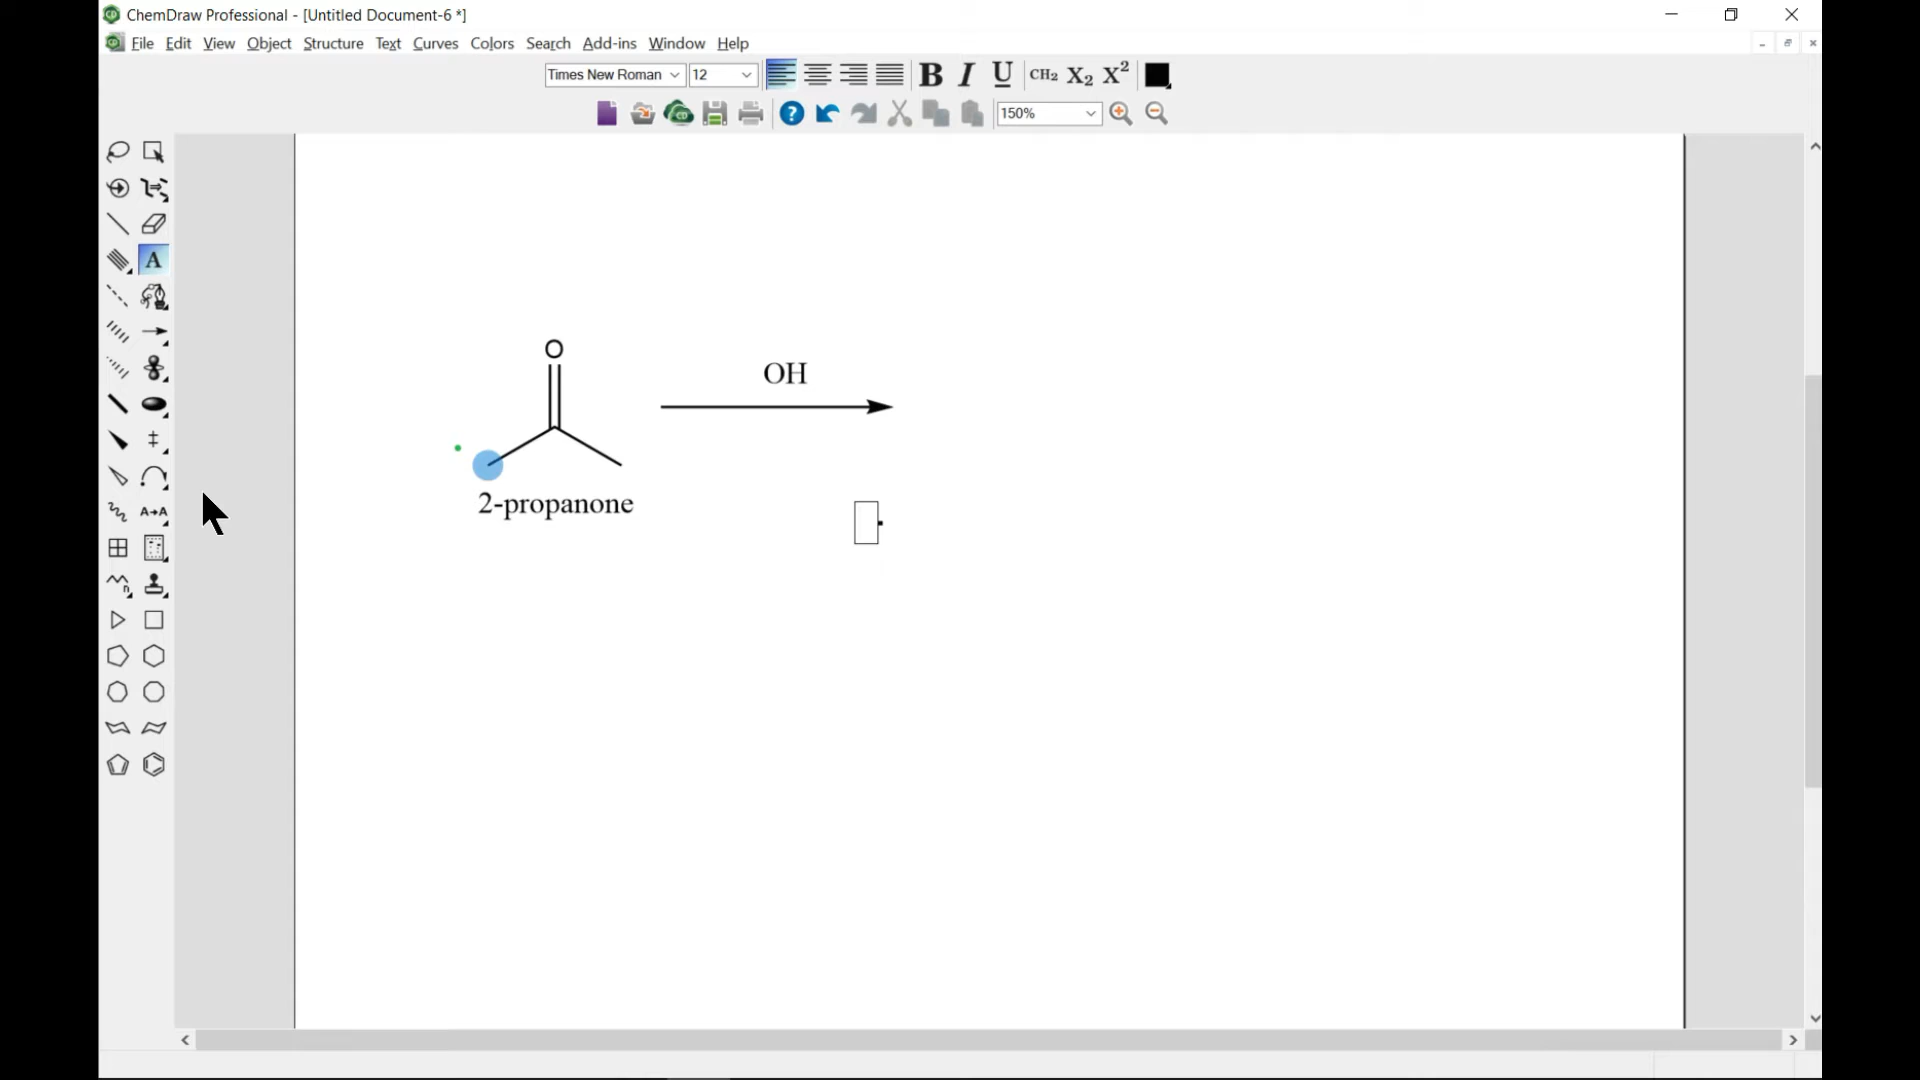 ChemDraw Professional - [Untitled Document-6 *]
File Edit View Object Structure Text Curves Colors Search Add-ins Window Help
Times New Roman 12 B I U CH2 X2 X2
CD ? 150%
A
A→A
n
O
OH
2-propanone